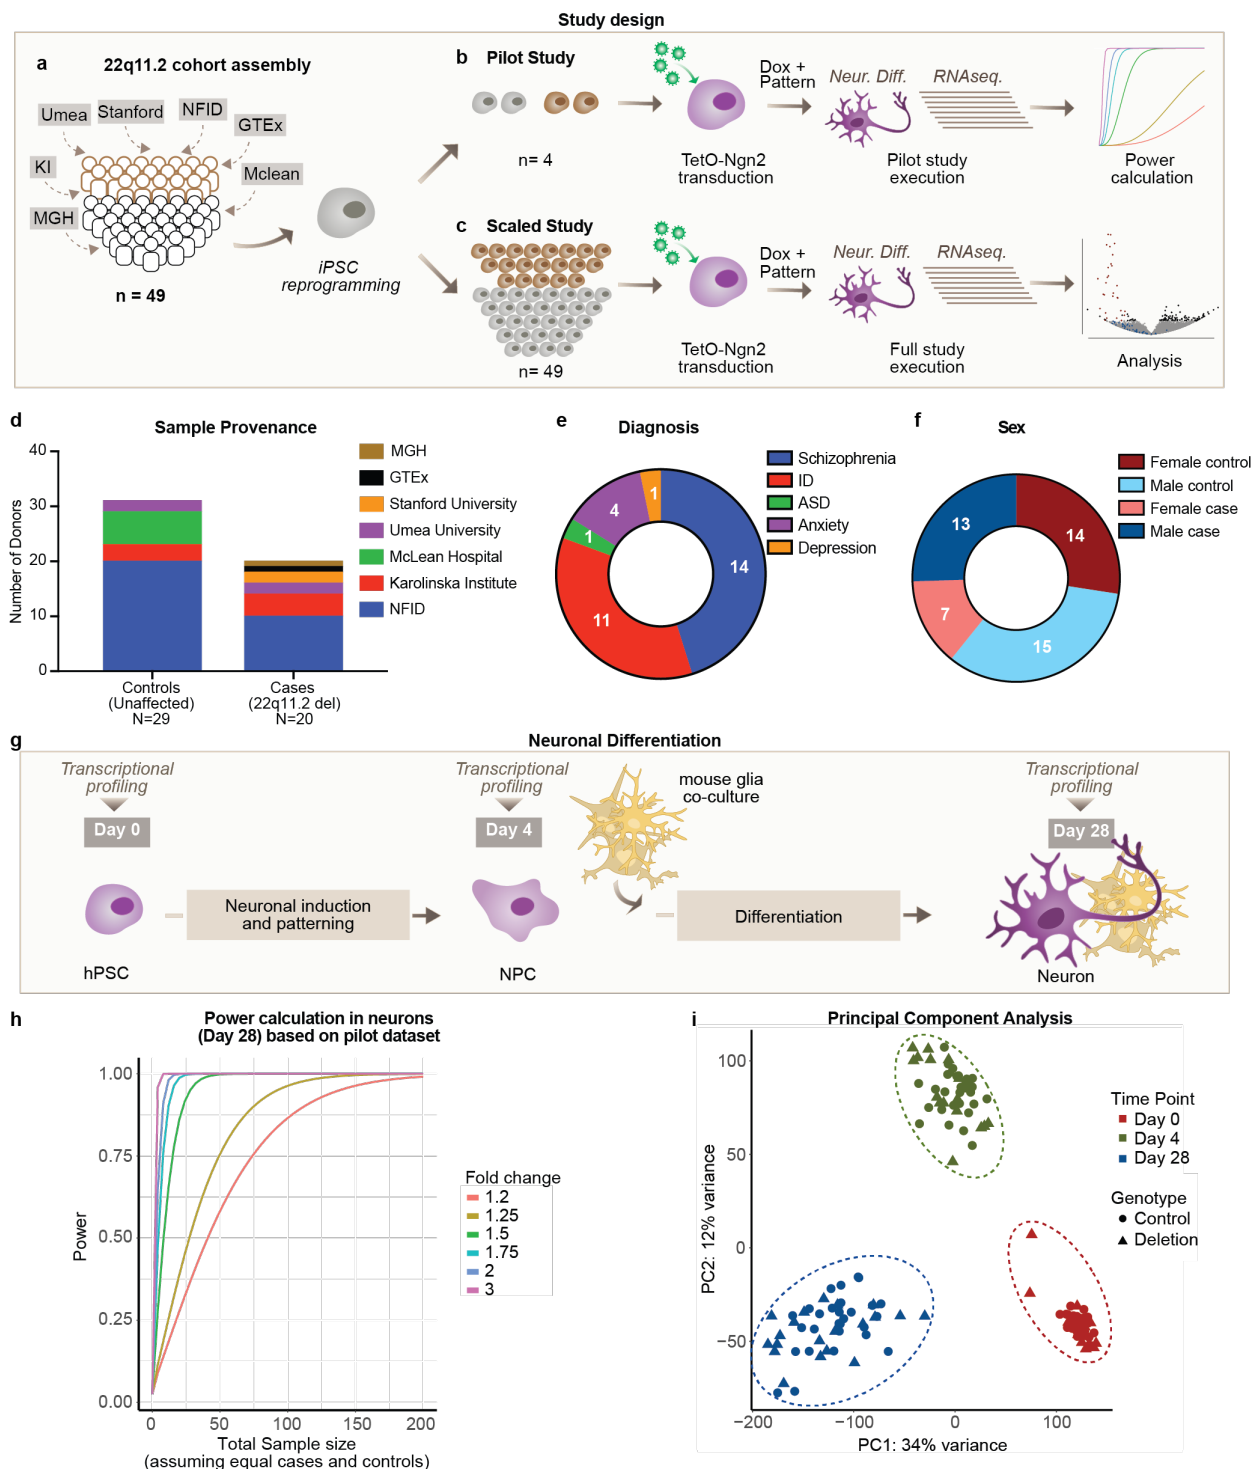 Study design
a
22q11.2 cohort assembly
Umea
Stanford
NFID
GTEx
KI
Mclean
MGH
n = 49
iPSC
reprogramming
b
Pilot Study
n= 4
TetO-Ngn2
transduction
Dox +
Pattern
Neur. Diff.
RNAseq.
Pilot study
execution
Power
calculation
c
Scaled Study
n= 49
TetO-Ngn2
transduction
Dox +
Pattern
Neur. Diff.
RNAseq.
Full study
execution
Analysis
d
Sample Provenance
Number of Donors
40
30
20
10
0
Controls
(Unaffected)
N=29
Cases
(22q11.2 del)
N=20
MGH
GTEx
Stanford University
Umea University
McLean Hospital
Karolinska Institute
NFID
e
Diagnosis
1
4
1
11
14
Schizophrenia
ID
ASD
Anxiety
Depression
f
Sex
13
14
7
15
Female control
Male control
Female case
Male case
g
Neuronal Differentiation
Transcriptional
profiling
Day 0
hPSC
Neuronal induction
and patterning
Transcriptional
profiling
Day 4
NPC
mouse glia
co-culture
Differentiation
Transcriptional
profiling
Day 28
Neuron
h
Power calculation in neurons
(Day 28) based on pilot dataset
Power
1.00
0.75
0.50
0.25
0.00
0
50
100
150
200
Total Sample size
(assuming equal cases and controls)
Fold change
1.2
1.25
1.5
1.75
2
3
i
Principal Component Analysis
PC2: 12% variance
100
50
0
−50
−200
−100
0
100
PC1: 34% variance
Time Point
Day 0
Day 4
Day 28
Genotype
Control
Deletion